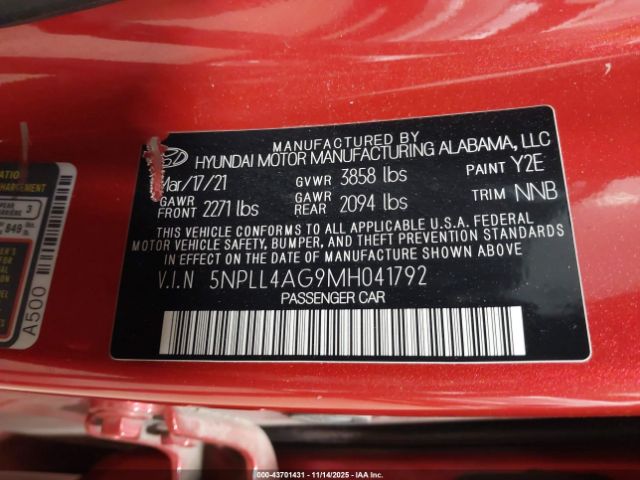 MANUFACTURED BY
HYUNDAI MOTOR MANUFACTURING ALABAMA, LLC
Mar/17/21 GVWR 3858 lbs PAINT Y2E
GAWR FRONT 2271 lbs GAWR REAR 2094 lbs TRIM NNB
THIS VEHICLE CONFORMS TO ALL APPLICABLE U.S.A. FEDERAL
MOTOR VEHICLE SAFETY, BUMPER, AND THEFT PREVENTION STANDARDS
IN EFFECT ON THE DATE OF MANUFACTURE SHOWN ABOVE.
V.I.N 5NPLL4AG9MH041792
PASSENGER CAR
REAR
3
849
A500
000-43701431 - 11/14/2025 - IAA Inc.